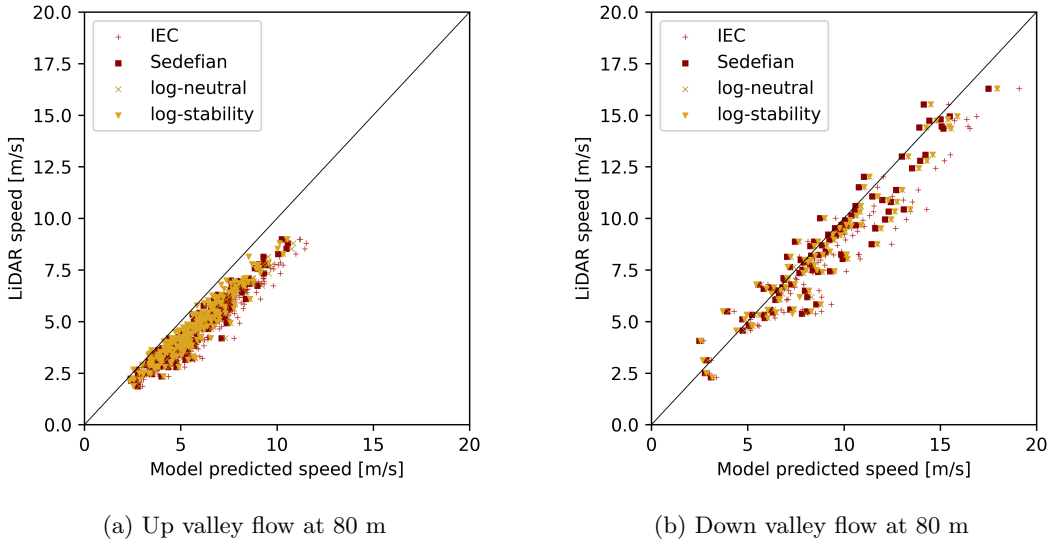 20.0
17.5
15.0
12.5
10.0
7.5
5.0
2.5
0.0
LiDAR speed [m/s]
IEC
Sedefian
log-neutral
log-stability
0 5 10 15 20
Model predicted speed [m/s]
(a) Up valley flow at 80 m
20.0
17.5
15.0
12.5
10.0
7.5
5.0
2.5
0.0
LiDAR speed [m/s]
IEC
Sedefian
log-neutral
log-stability
0 5 10 15 20
Model predicted speed [m/s]
(b) Down valley flow at 80 m